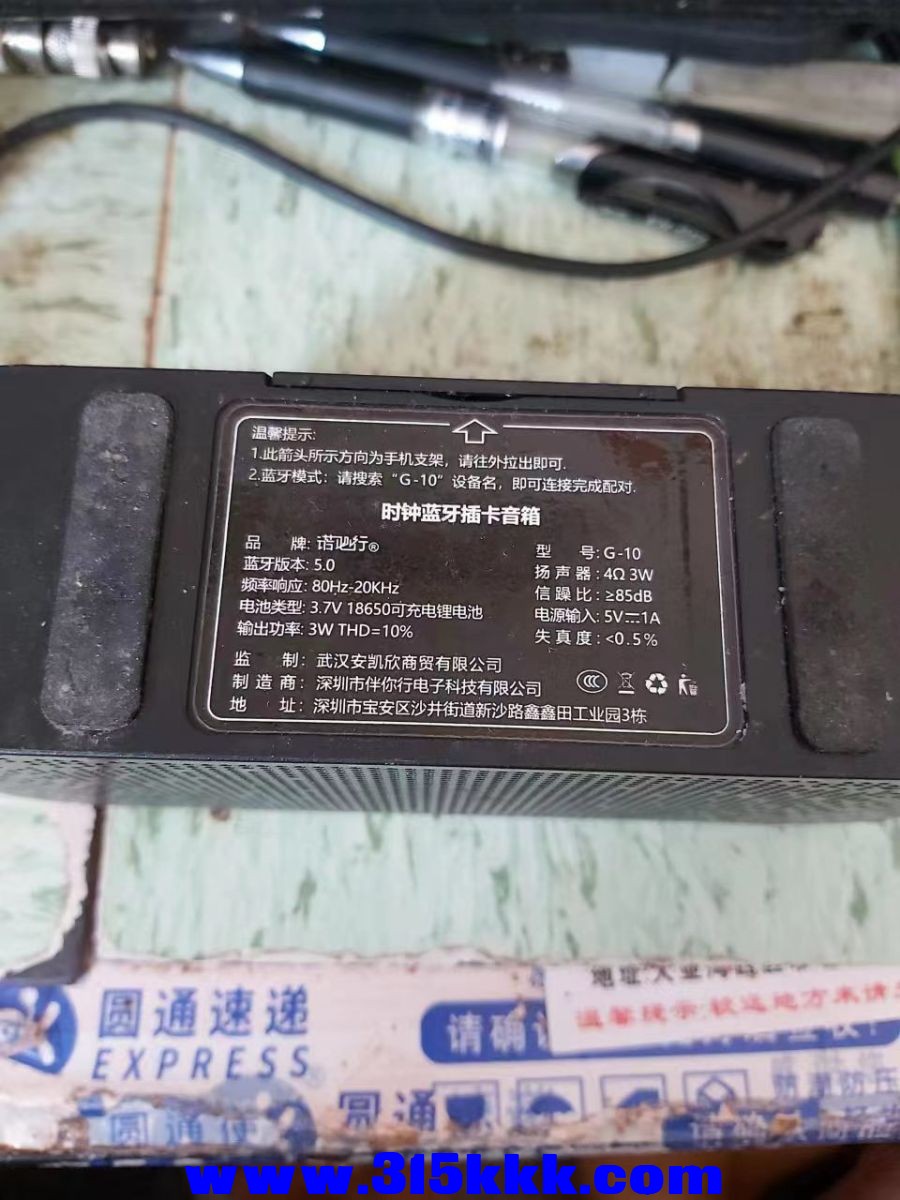 温馨提示:
1.此箭头所示方向为手机支架，请往外拉出即可.
2.蓝牙模式：请搜索“G-10”设备名，即可连接完成配对.
时钟蓝牙插卡音箱
品 牌: 诺必行®
型 号: G-10
蓝牙版本: 5.0
扬 声 器 : 4Ω 3W
频率响应: 80Hz-20KHz
信 噪 比 : ≥85dB
电池类型: 3.7V 18650可充电锂电池
电源输入: 5V⎓1A
输出功率: 3W THD=10%
失 真 度 : <0.5%
监 制：武汉安凯欣商贸有限公司
制 造 商：深圳市伴你行电子科技有限公司
地 址：深圳市宝安区沙井街道新沙路鑫鑫田工业园3栋
圆通速递
EXPRESS
请确
温馨提示:
圆通
www.315kkk.com